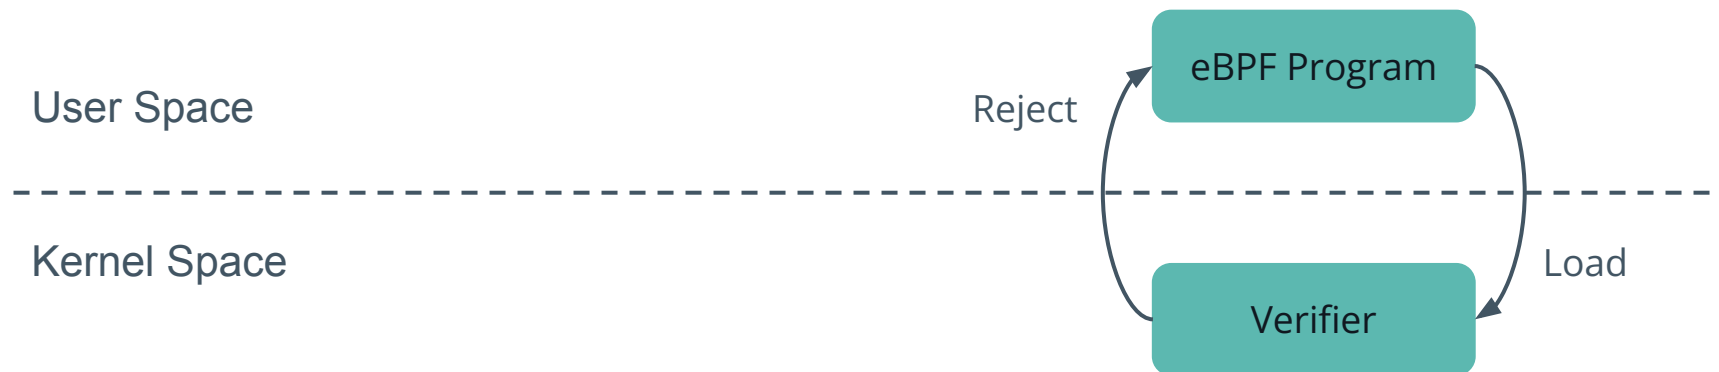 eBPF Program
User Space
Reject
Kernel Space
Load
Verifier